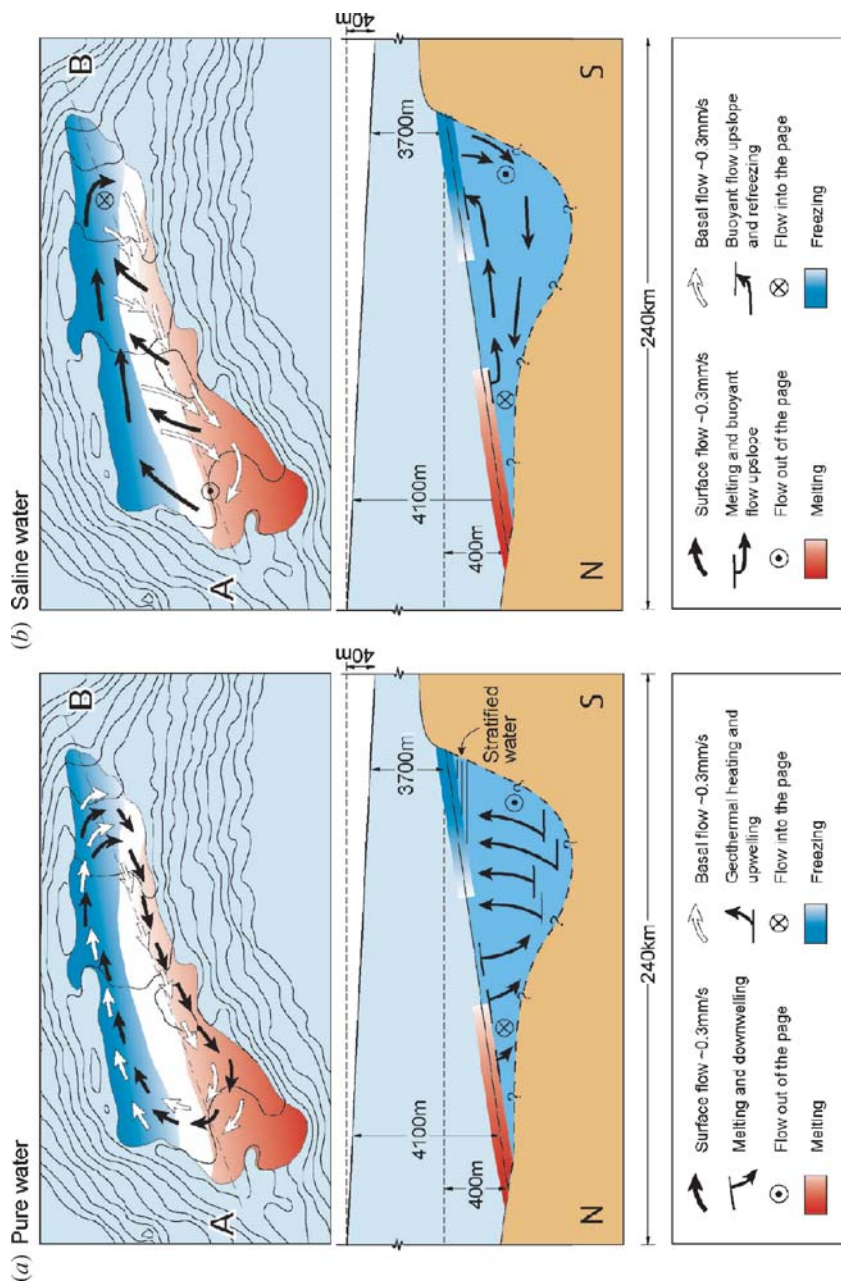 (a) Pure water
A
B
40m
3700m
4100m
400m
Stratified
water
?
?
?
?
N
S
240km
Surface flow ~0.3mm/s
Basal flow ~0.3mm/s
Melting and downwelling
Geothermal heating and
upwelling
Flow out of the page
Flow into the page
Melting
Freezing
(b) Saline water
A
B
40m
3700m
4100m
400m
?
?
?
?
N
S
240km
Surface flow ~0.3mm/s
Basal flow ~0.3mm/s
Melting and buoyant
flow upslope
Buoyant flow upslope
and refreezing
Flow out of the page
Flow into the page
Melting
Freezing